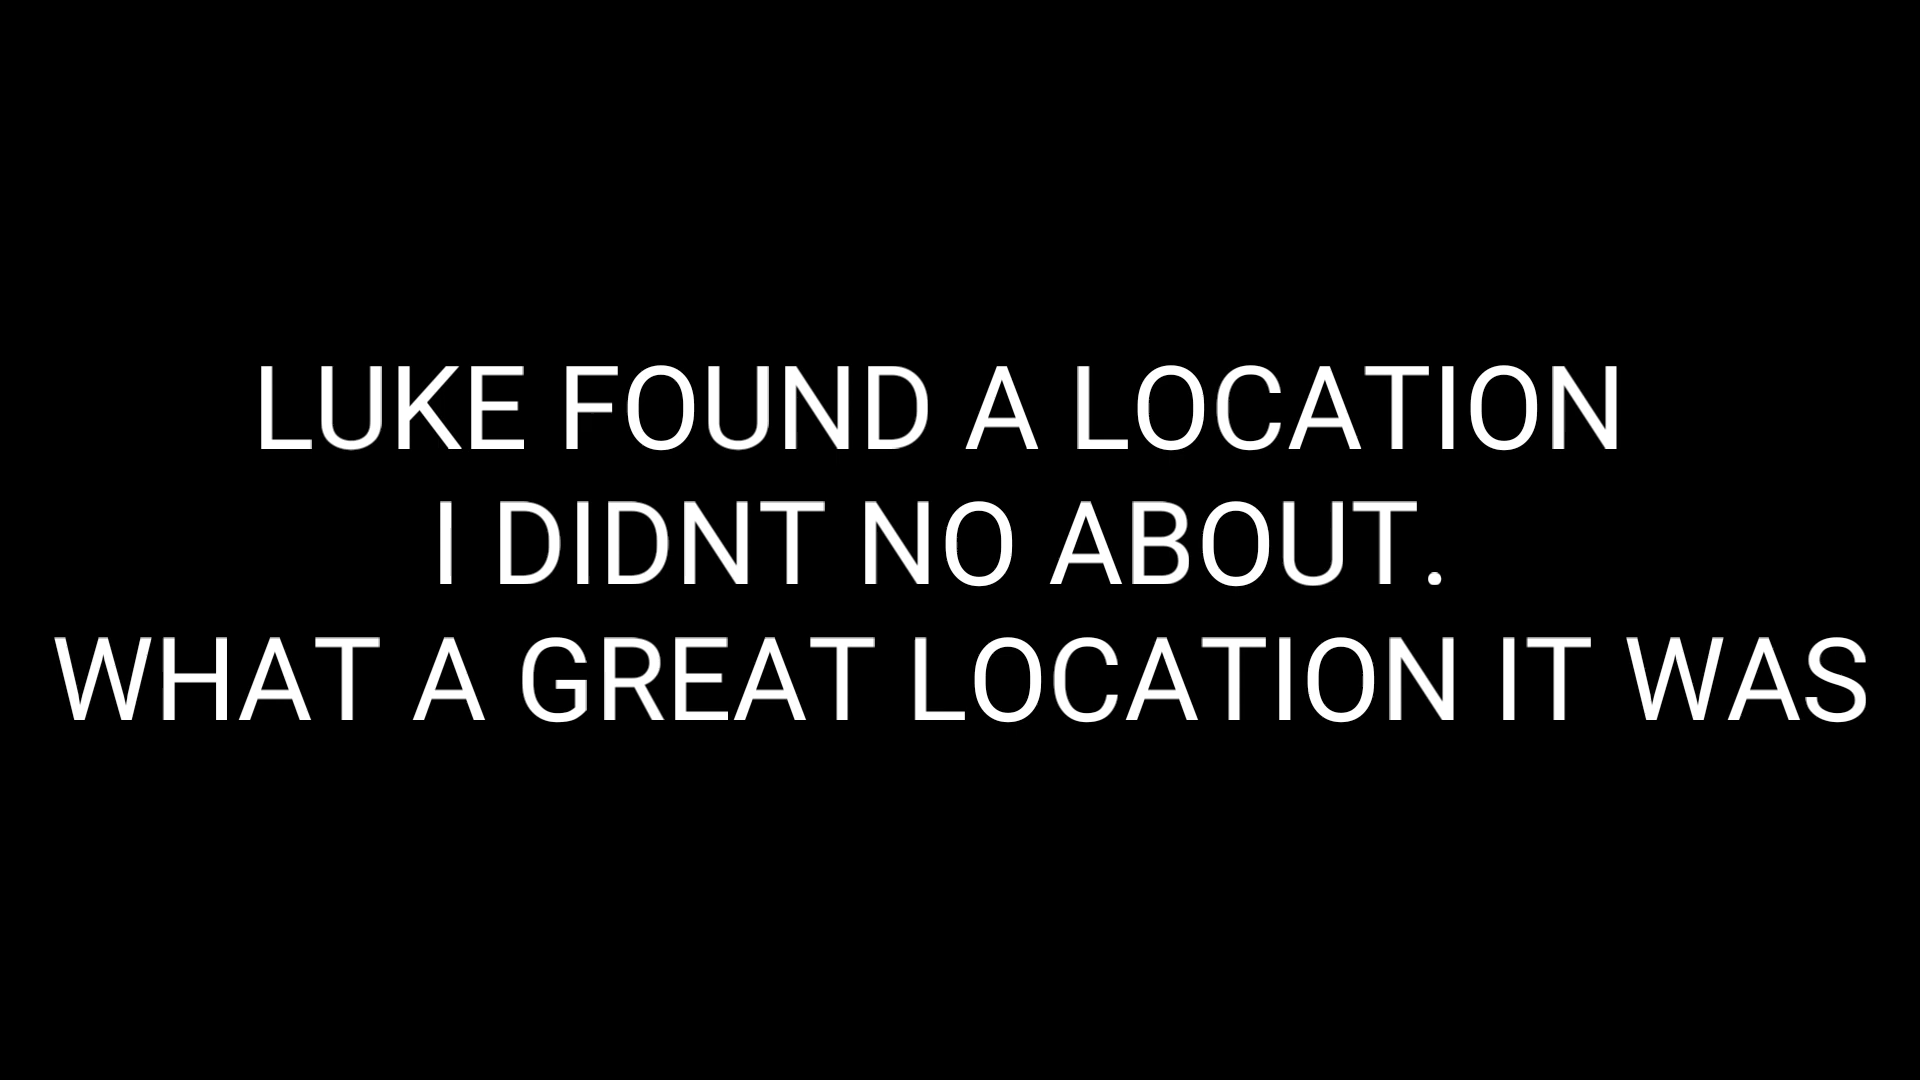 LUKE FOUND A LOCATION
I DIDNT NO ABOUT.
WHAT A GREAT LOCATION IT WAS